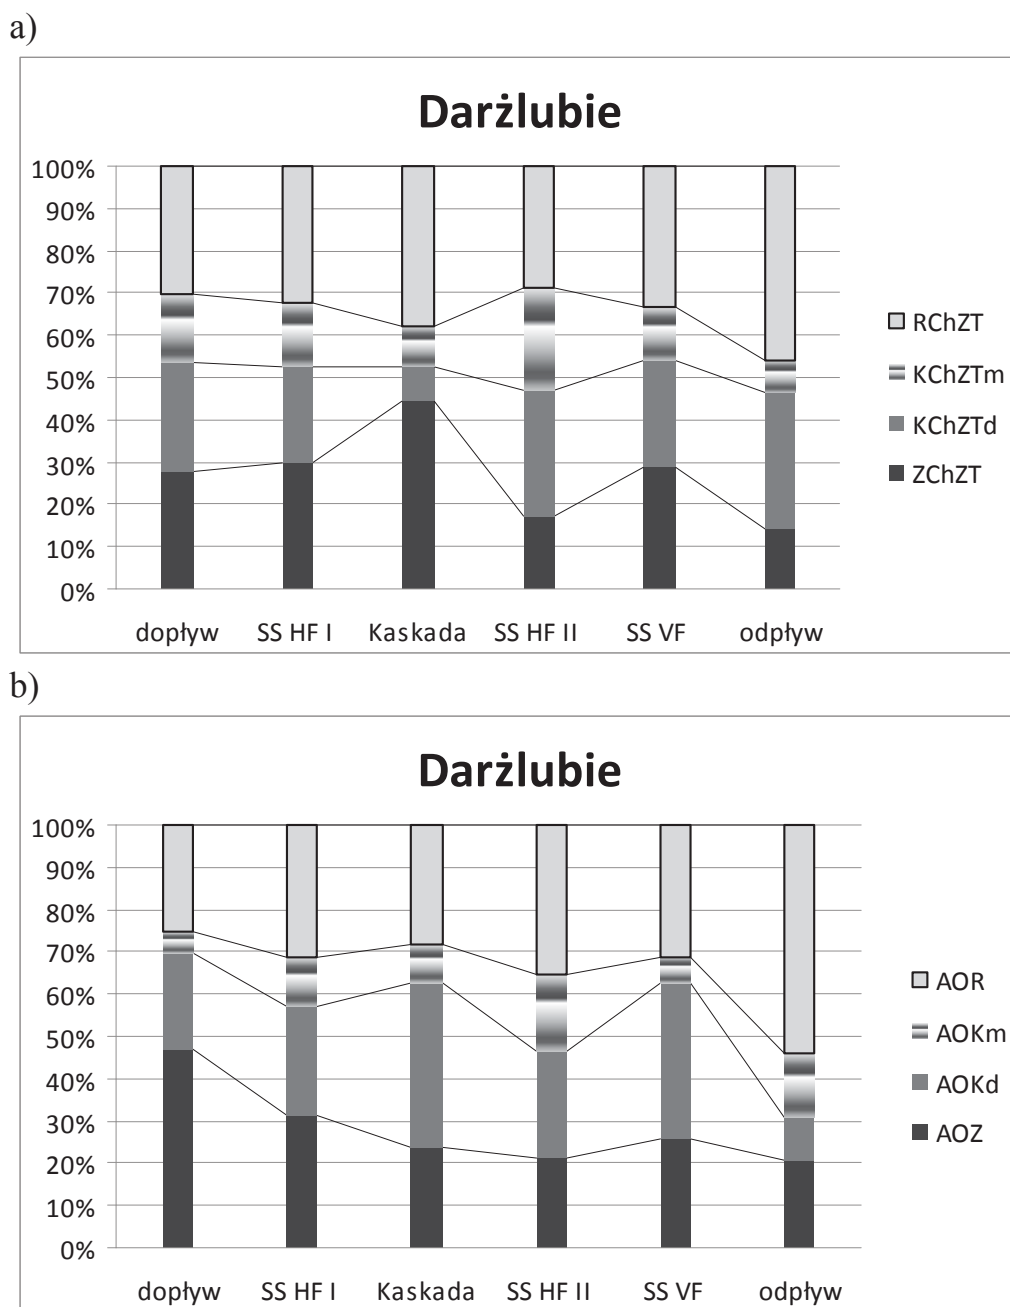 a)
Darżlubie
100%
90%
80%
70%
60%
50%
40%
30%
20%
10%
0%
dopływ SS HF I Kaskada SS HF II SS VF odpływ
RChZT
KChZTm
KChZTd
ZChZT
b)
Darżlubie
100%
90%
80%
70%
60%
50%
40%
30%
20%
10%
0%
dopływ SS HF I Kaskada SS HF II SS VF odpływ
AOR
AOKm
AOKd
AOZ